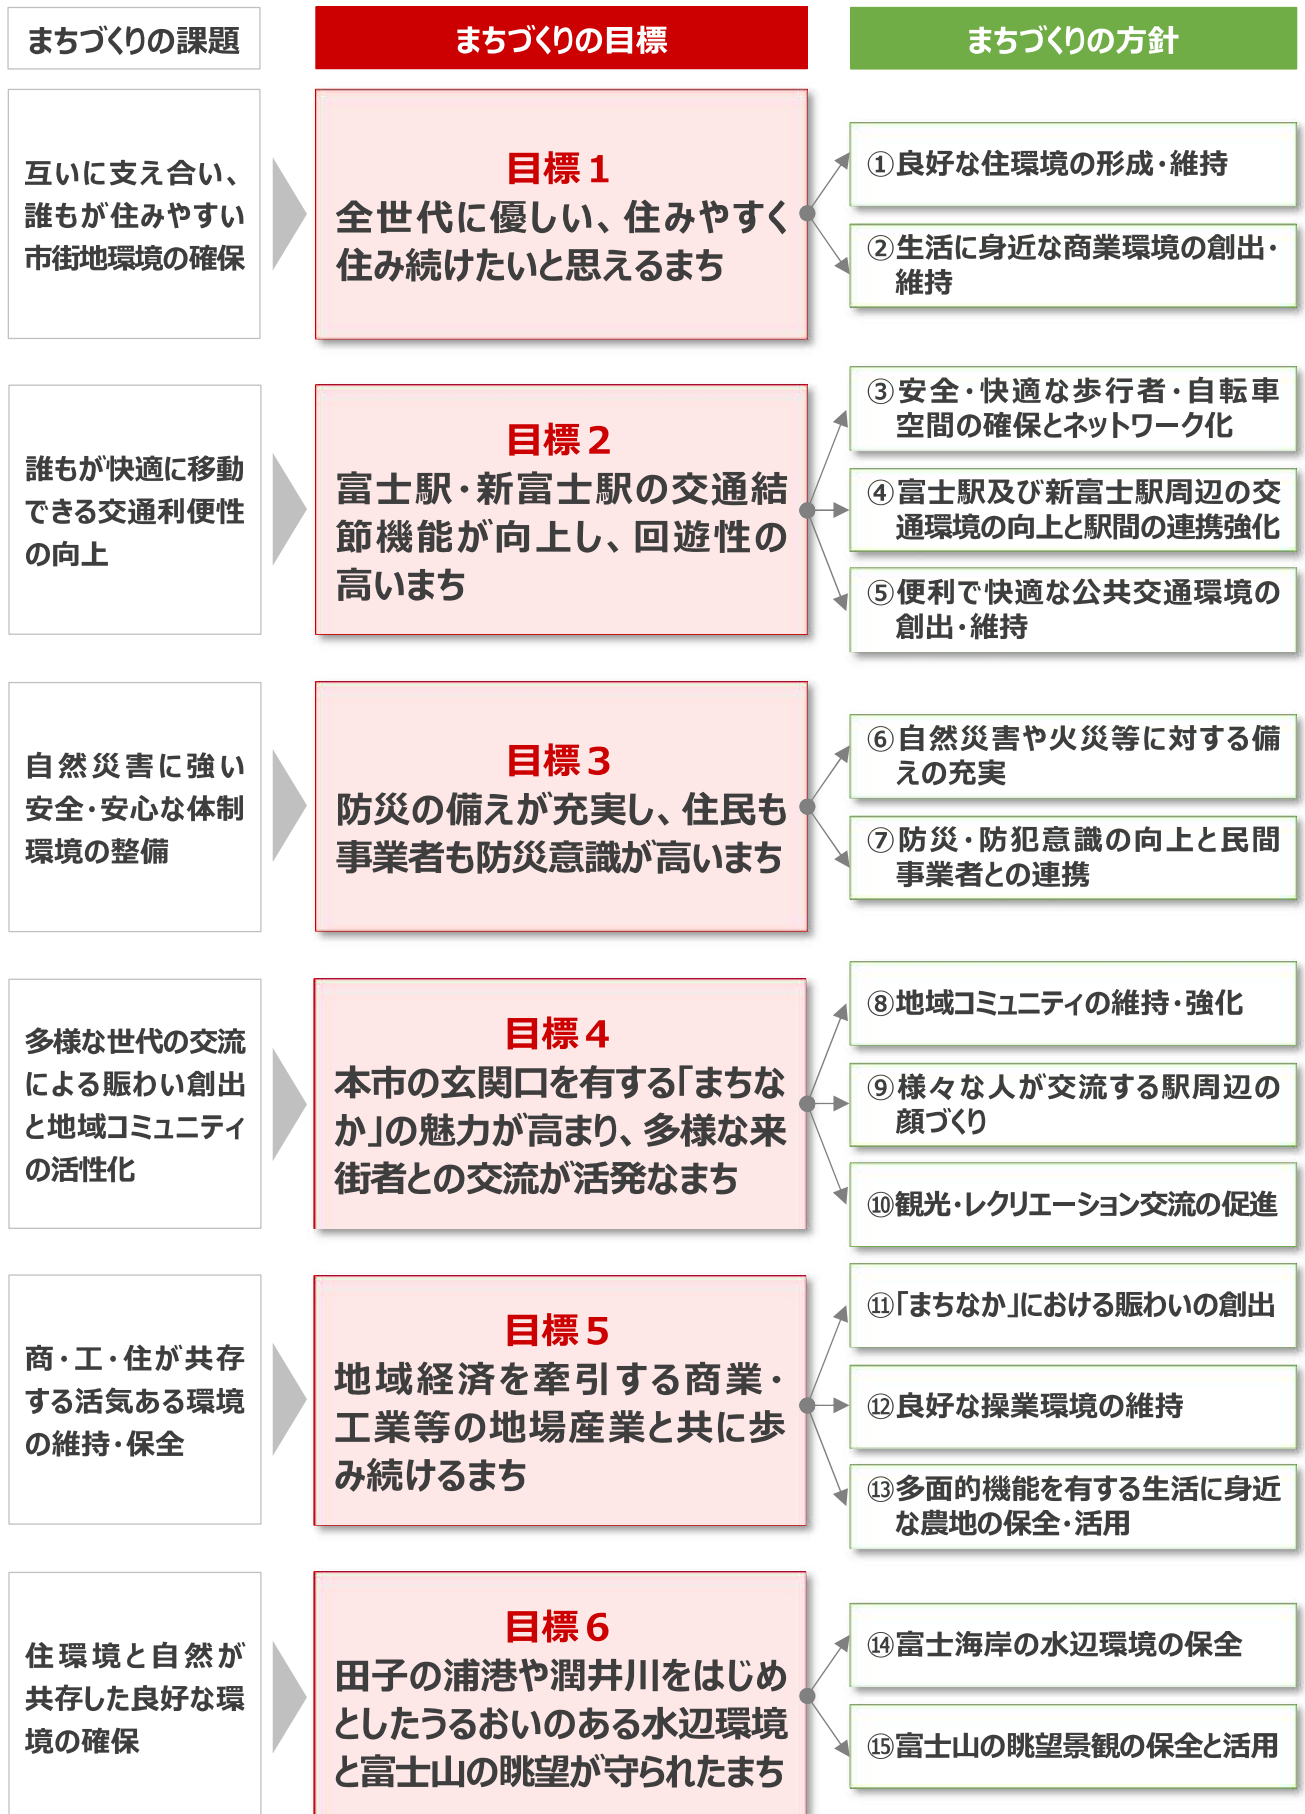 まちづくりの課題
まちづくりの目標
まちづくりの方針
互いに支え合い、
誰もが住みやすい
市街地環境の確保
目標1
全世代に優しい、住みやすく
住み続けたいと思えるまち
①良好な住環境の形成・維持
②生活に身近な商業環境の創出・
維持
誰もが快適に移動
できる交通利便性
の向上
目標2
富士駅・新富士駅の交通結
節機能が向上し、回遊性の
高いまち
③安全・快適な歩行者・自転車
空間の確保とネットワーク化
④富士駅及び新富士駅周辺の交
通環境の向上と駅間の連携強化
⑤便利で快適な公共交通環境の
創出・維持
自然災害に強い
安全・安心な体制
環境の整備
目標3
防災の備えが充実し、住民も
事業者も防災意識が高いまち
⑥自然災害や火災等に対する備
えの充実
⑦防災・防犯意識の向上と民間
事業者との連携
多様な世代の交流
による賑わい創出
と地域コミュニティ
の活性化
目標4
本市の玄関口を有する「まちな
か」の魅力が高まり、多様な来
街者との交流が活発なまち
⑧地域コミュニティの維持・強化
⑨様々な人が交流する駅周辺の
顔づくり
⑩観光・レクリエーション交流の促進
商・工・住が共存
する活気ある環境
の維持・保全
目標5
地域経済を牽引する商業・
工業等の地場産業と共に歩
み続けるまち
⑪「まちなか」における賑わいの創出
⑫良好な操業環境の維持
⑬多面的機能を有する生活に身近
な農地の保全・活用
住環境と自然が
共存した良好な環
境の確保
目標6
田子の浦港や潤井川をはじめ
としたうるおいのある水辺環境
と富士山の眺望が守られたまち
⑭富士海岸の水辺環境の保全
⑮富士山の眺望景観の保全と活用